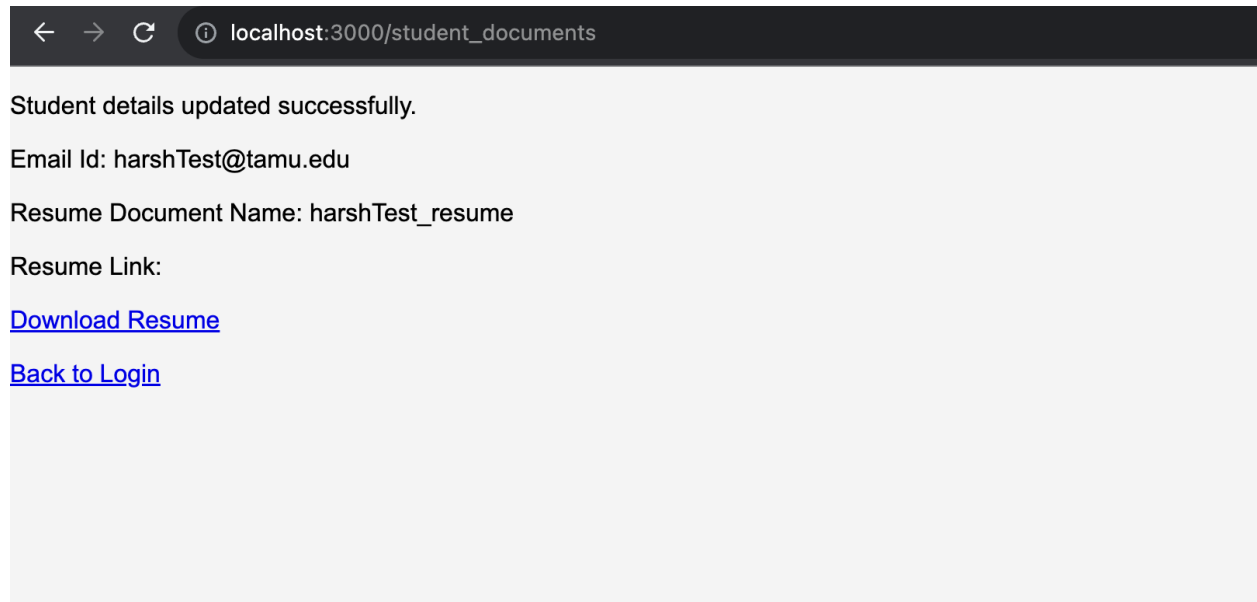 localhost:3000/student_documents
Student details updated successfully.
Email Id: harshTest@tamu.edu
Resume Document Name: harshTest_resume
Resume Link:
Download Resume
Back to Login